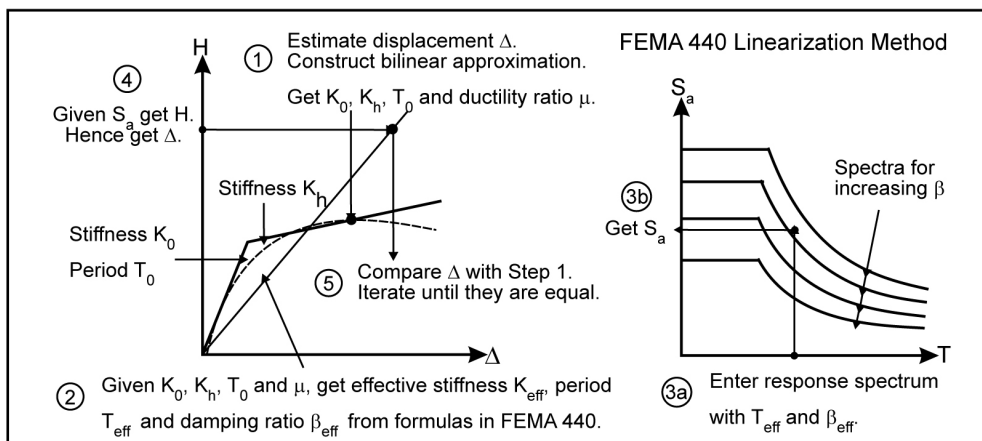 H
1
Estimate displacement Δ.
Construct bilinear approximation.
Get K0, Kh, T0 and ductility ratio μ.
4
Given Sa get H.
Hence get Δ.
Stiffness Kh
Stiffness K0
Period T0
5
Compare Δ with Step 1.
Iterate until they are equal.
Δ
2
Given K0, Kh, T0 and μ, get effective stiffness Keff, period
Teff and damping ratio βeff from formulas in FEMA 440.
FEMA 440 Linearization Method
Sa
Spectra for
increasing β
3b
Get Sa
T
3a
Enter response spectrum
with Teff and βeff.